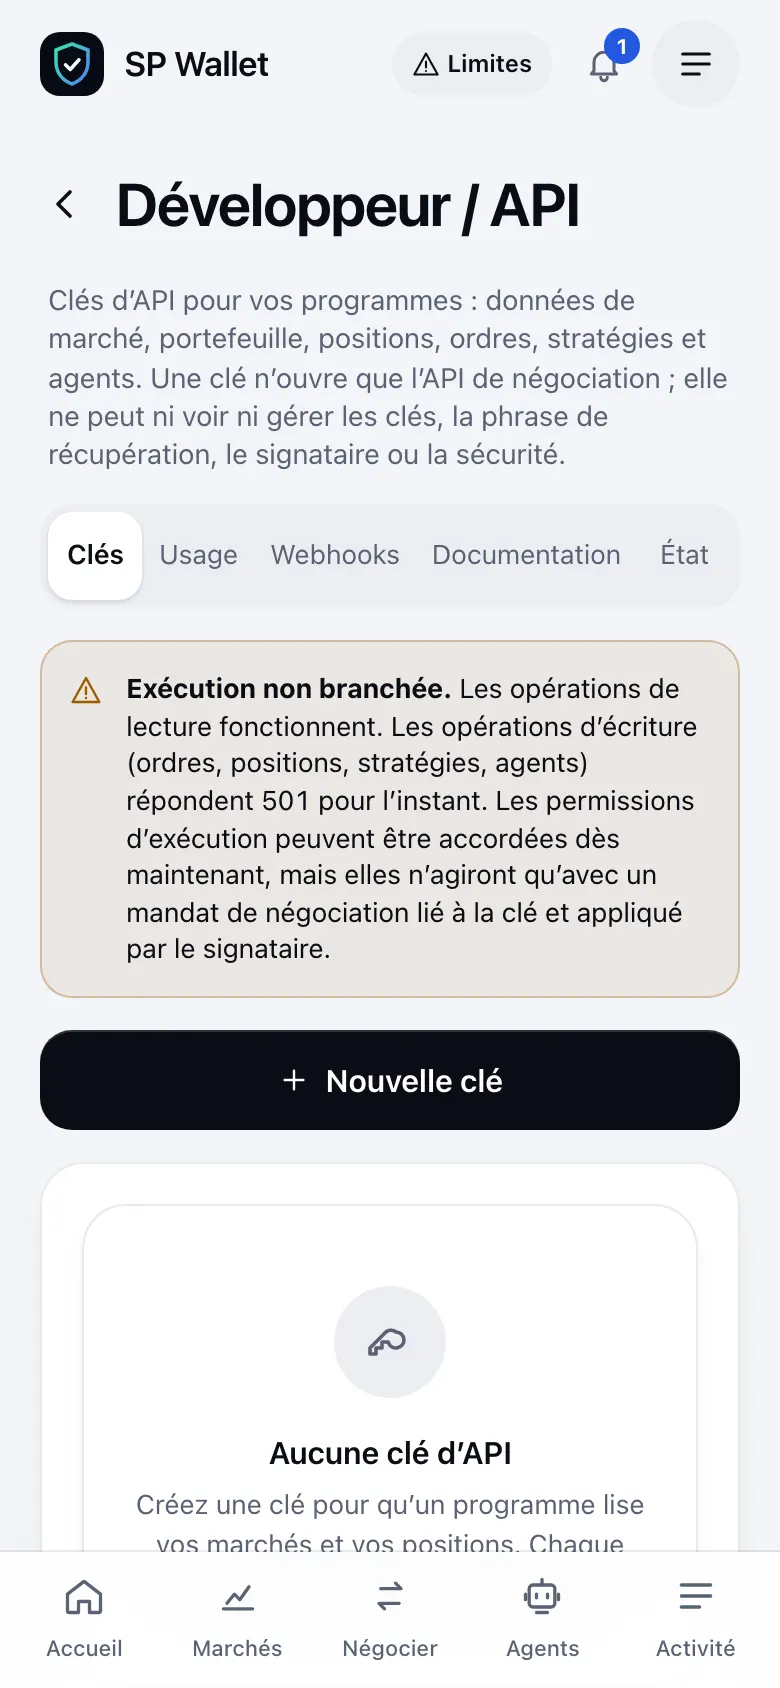 SP Wallet
Limites
1
Développeur / API
Clés d’API pour vos programmes : données de
marché, portefeuille, positions, ordres, stratégies et
agents. Une clé n’ouvre que l’API de négociation ; elle
ne peut ni voir ni gérer les clés, la phrase de
récupération, le signataire ou la sécurité.
Clés
Usage
Webhooks
Documentation
État
Exécution non branchée. Les opérations de
lecture fonctionnent. Les opérations d’écriture
(ordres, positions, stratégies, agents)
répondent 501 pour l’instant. Les permissions
d’exécution peuvent être accordées dès
maintenant, mais elles n’agiront qu’avec un
mandat de négociation lié à la clé et appliqué
par le signataire.
+ Nouvelle clé
Aucune clé d’API
Créez une clé pour qu’un programme lise
vos marchés et vos positions. Chaque
Accueil
Marchés
Négocier
Agents
Activité